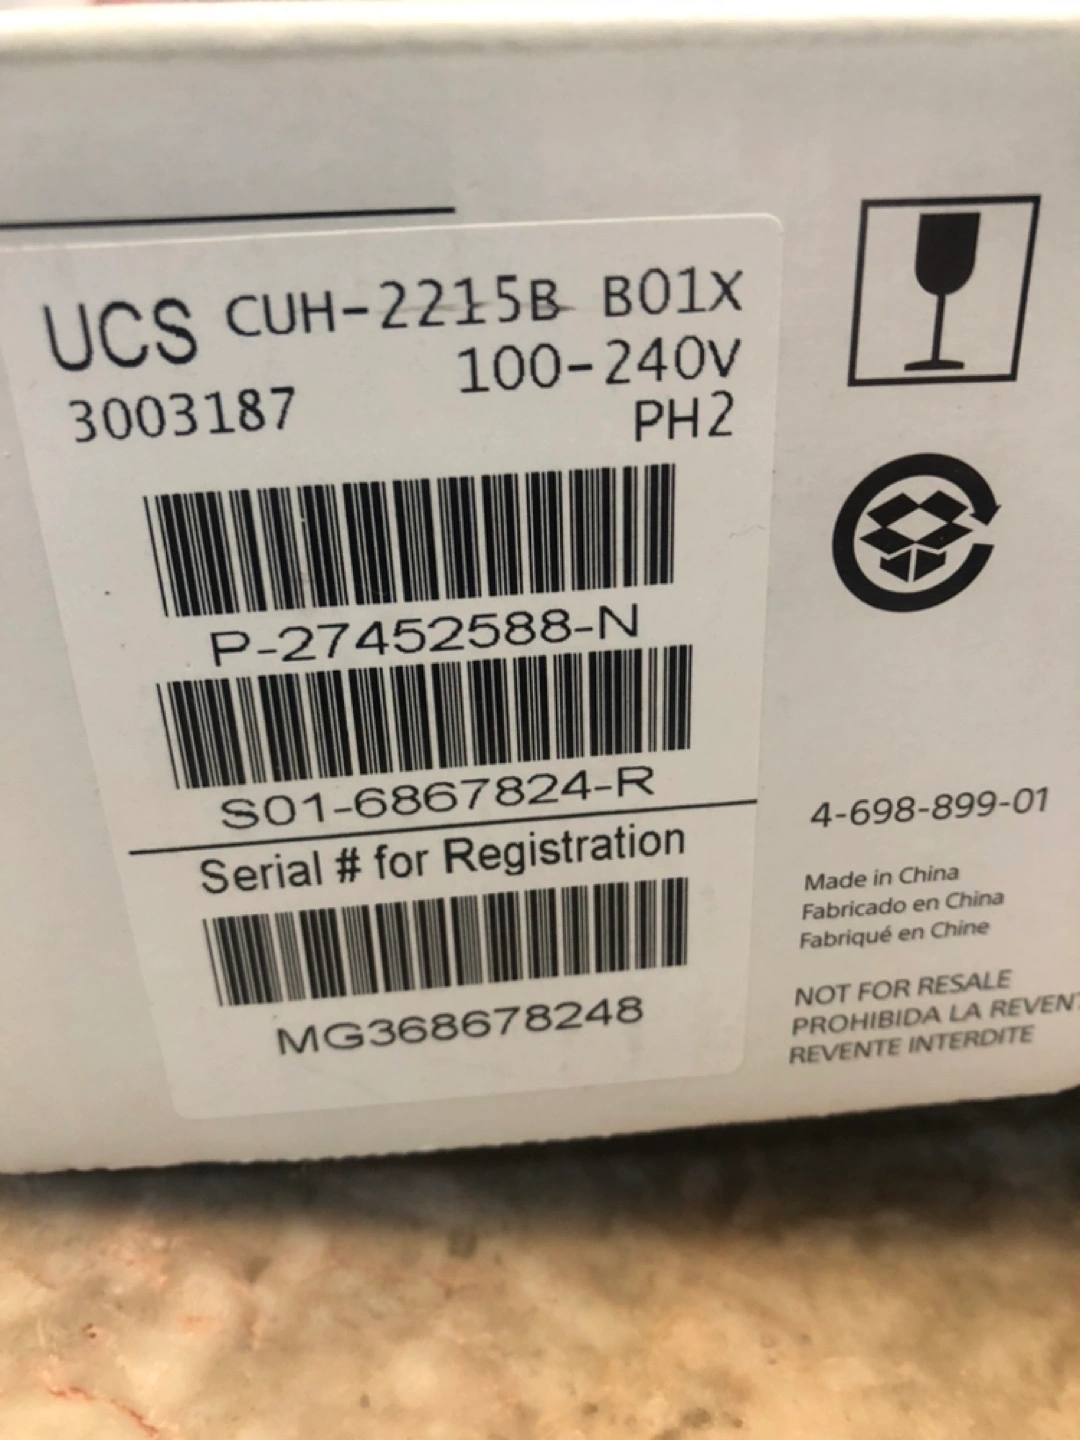 UCS CUH-2215B B01X
100-240V
3003187
PH2
P-27452588-N
S01-6867824-R
Serial # for Registration
MG368678248
4-698-899-01
Made in China
Fabricado en China
Fabriqué en Chine
NOT FOR RESALE
PROHIBIDA LA REVENT
REVENTE INTERDITE